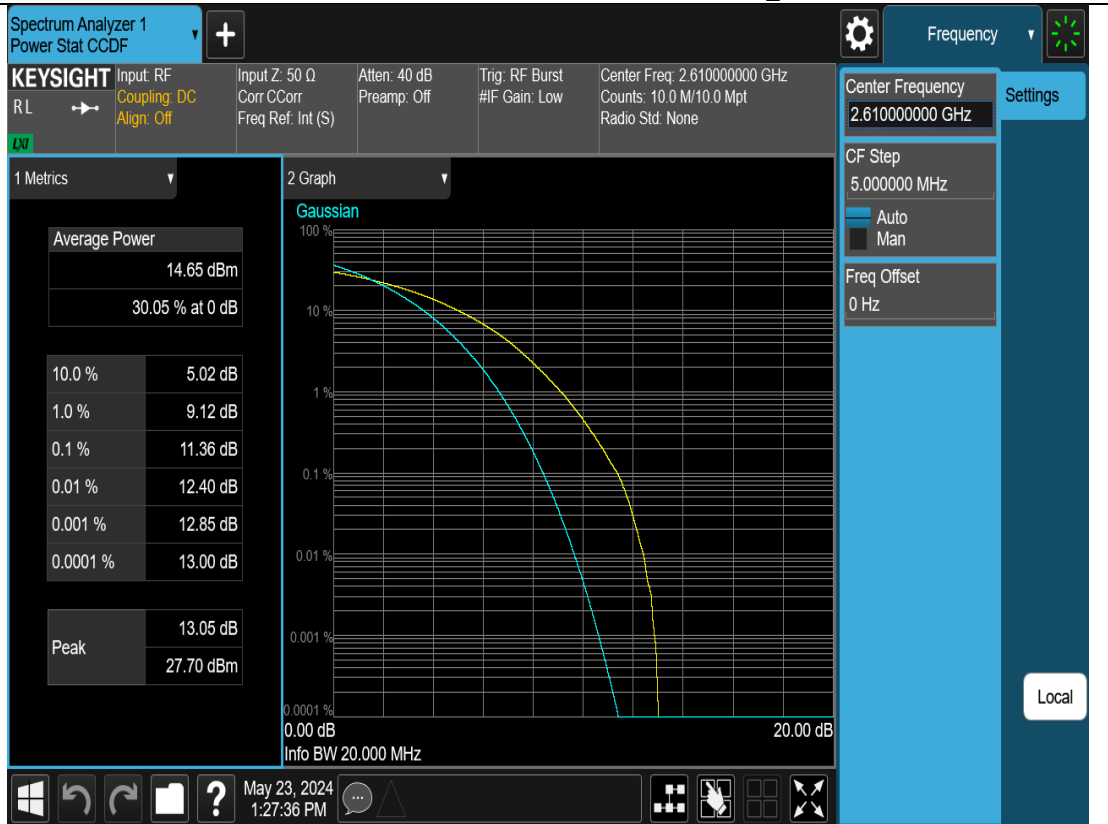 Spectrum Analyzer 1
Power Stat CCDF
+
Frequency
KEYSIGHT
RL
LXI
Input: RF
Coupling: DC
Align: Off
Input Z: 50 Ω
Corr CCorr
Freq Ref: Int (S)
Atten: 40 dB
Preamp: Off
Trig: RF Burst
#IF Gain: Low
Center Freq: 2.610000000 GHz
Counts: 10.0 M/10.0 Mpt
Radio Std: None
Center Frequency
2.610000000 GHz
Settings
CF Step
5.000000 MHz
Auto
Man
Freq Offset
0 Hz
1 Metrics
Average Power
14.65 dBm
30.05 % at 0 dB
10.0 % 5.02 dB
1.0 % 9.12 dB
0.1 % 11.36 dB
0.01 % 12.40 dB
0.001 % 12.85 dB
0.0001 % 13.00 dB
Peak
13.05 dB
27.70 dBm
2 Graph
Gaussian
100 %
10 %
1 %
0.1 %
0.01 %
0.001 %
0.0001 %
0.00 dB 20.00 dB
Info BW 20.000 MHz
Local
?
May 23, 2024
1:27:36 PM